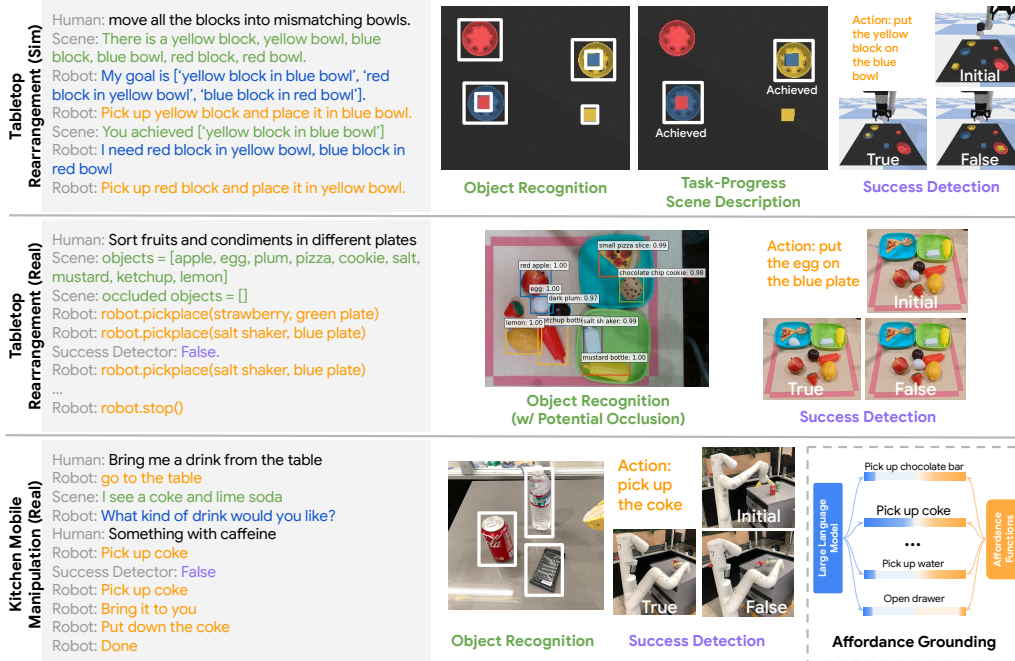 Tabletop
Rearrangement (Sim)
Human: move all the blocks into mismatching bowls.
Scene: There is a yellow block, yellow bowl, blue
block, blue bowl, red block, red bowl.
Robot: My goal is ['yellow block in blue bowl', 'red
block in yellow bowl', 'blue block in red bowl'].
Robot: Pick up yellow block and place it in blue bowl.
Scene: You achieved ['yellow block in blue bowl']
Robot: I need red block in yellow bowl, blue block in
red bowl
Robot: Pick up red block and place it in yellow bowl.
Object Recognition
Achieved
Achieved
Task-Progress
Scene Description
Action: put
the yellow
block on
the blue
bowl
Initial
True
False
Success Detection
Tabletop
Rearrangement (Real)
Human: Sort fruits and condiments in different plates
Scene: objects = [apple, egg, plum, pizza, cookie, salt,
mustard, ketchup, lemon]
Scene: occluded objects = []
Robot: robot.pickplace(strawberry, green plate)
Robot: robot.pickplace(salt shaker, blue plate)
Success Detector: False.
Robot: robot.pickplace(salt shaker, blue plate)
...
Robot: robot.stop()
small pizza slice: 0.99
red apple: 1.00
chocolate chip cookie: 0.98
egg: 1.00
dark plum: 0.97
lemon: 1.00
tchup bottle
salt sh aker: 0.99
mustard bottle: 1.00
Object Recognition
(w/ Potential Occlusion)
Action: put
the egg on
the blue plate
Initial
True
False
Success Detection
Kitchen Mobile
Manipulation (Real)
Human: Bring me a drink from the table
Robot: go to the table
Scene: I see a coke and lime soda
Robot: What kind of drink would you like?
Human: Something with caffeine
Robot: Pick up coke
Success Detector: False
Robot: Pick up coke
Robot: Bring it to you
Robot: Put down the coke
Robot: Done
Object Recognition
Action:
pick up
the coke
Initial
True
False
Success Detection
Large Language
Model
Pick up chocolate bar
Pick up coke
...
Pick up water
Open drawer
Affordance
Functions
Affordance Grounding